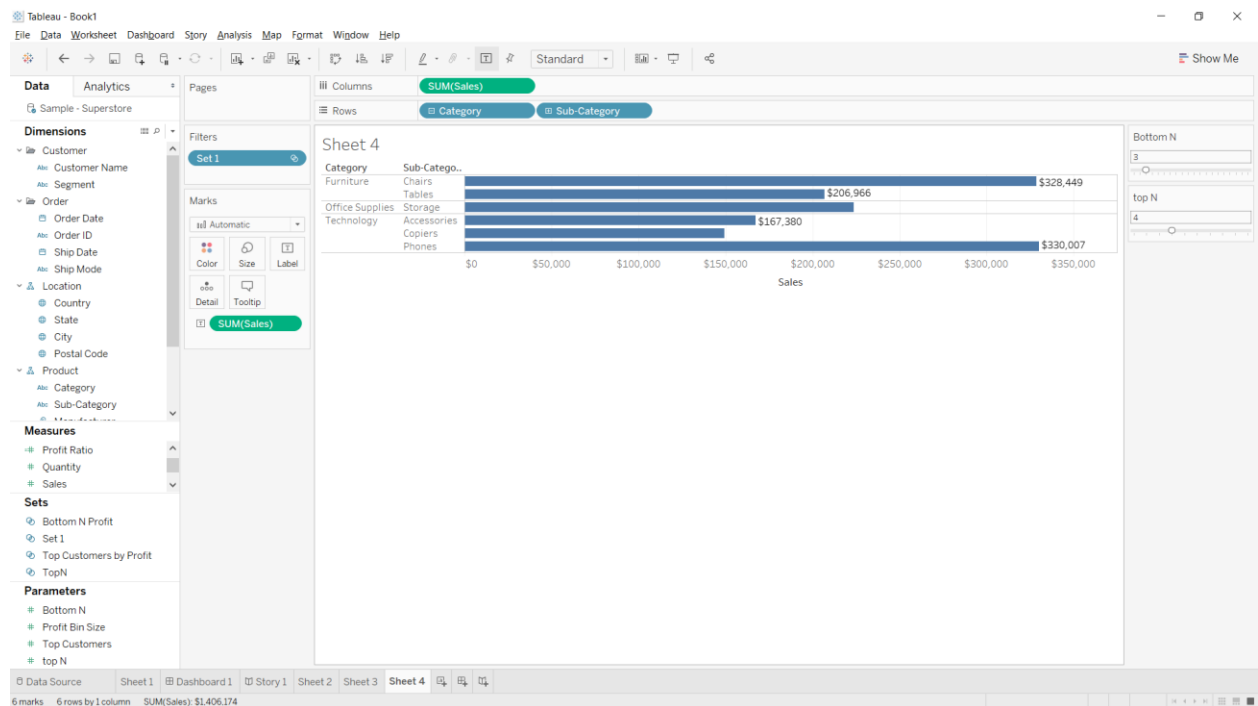 Tableau - Book1
File Data Worksheet Dashboard Story Analysis Map Format Window Help
Standard
Show Me
Data Analytics
Sample - Superstore
Dimensions
Customer
Abc Customer Name
Abc Segment
Order
Order Date
Abc Order ID
Ship Date
Abc Ship Mode
Location
Country
State
City
Postal Code
Product
Abc Category
Abc Sub-Category
Measures
Profit Ratio
Quantity
Sales
Sets
Bottom N Profit
Set 1
Top Customers by Profit
TopN
Parameters
Bottom N
Profit Bin Size
Top Customers
top N
Pages
Filters
Set 1
Marks
Automatic
Color Size Label
Detail Tooltip
SUM(Sales)
Columns SUM(Sales)
Rows Category Sub-Category
Sheet 4
Category Sub-Catego..
Furniture Chairs $328,449
Tables $206,966
Office Supplies Storage
Technology Accessories $167,380
Copiers
Phones $330,007
$0 $50,000 $100,000 $150,000 $200,000 $250,000 $300,000 $350,000
Sales
Bottom N
3
top N
4
Data Source Sheet 1 Dashboard 1 Story 1 Sheet 2 Sheet 3 Sheet 4
6 marks 6 rows by 1 column SUM(Sales): $1,406,174